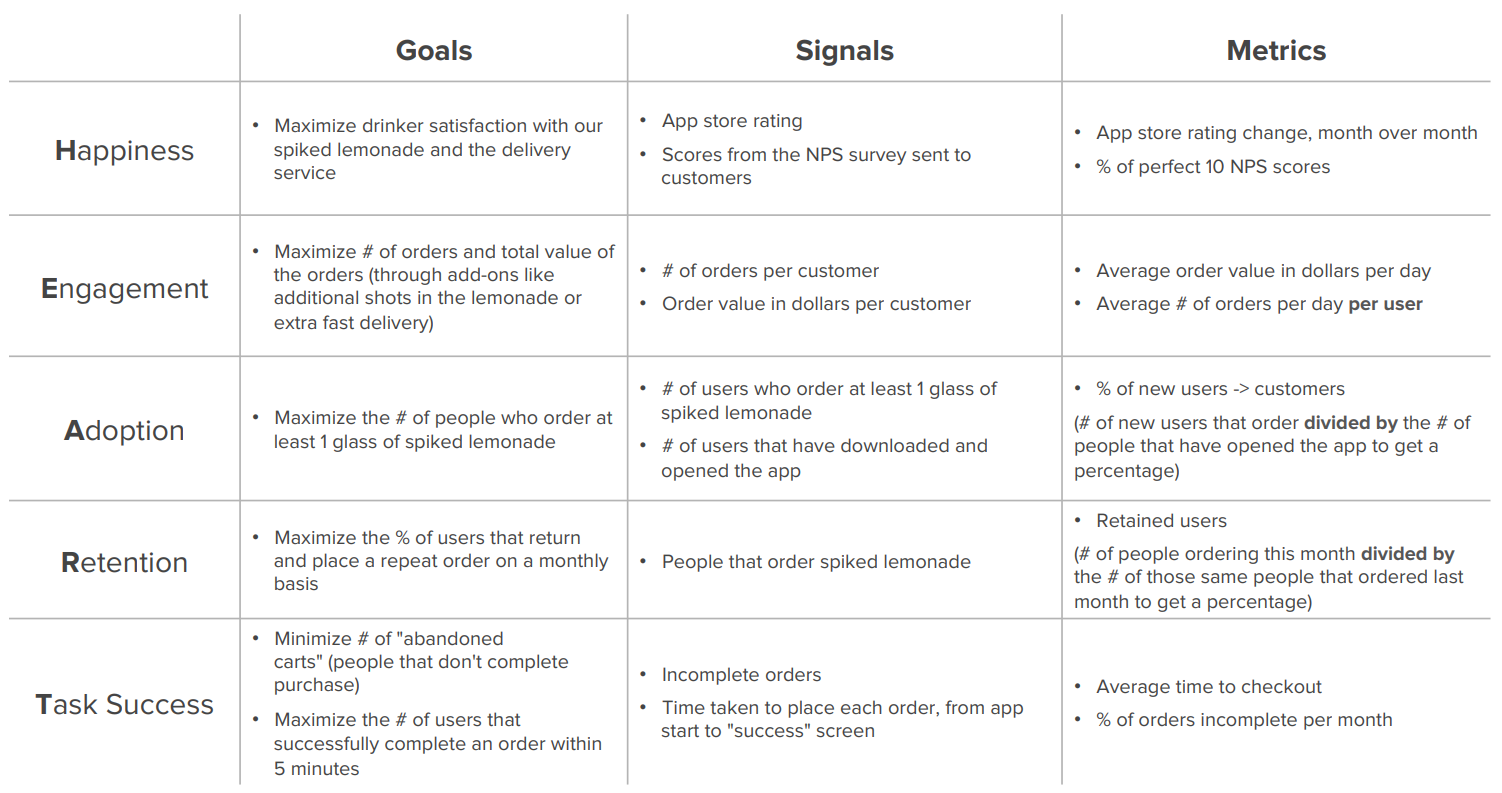 Goals
Signals
Metrics
Happiness
• Maximize drinker satisfaction with our
spiked lemonade and the delivery
service
• App store rating
• Scores from the NPS survey sent to
customers
• App store rating change, month over month
• % of perfect 10 NPS scores
Engagement
• Maximize # of orders and total value of
the orders (through add-ons like
additional shots in the lemonade or
extra fast delivery)
• # of orders per customer
• Order value in dollars per customer
• Average order value in dollars per day
• Average # of orders per day per user
Adoption
• Maximize the # of people who order at
least 1 glass of spiked lemonade
• # of users who order at least 1 glass of
spiked lemonade
• # of users that have downloaded and
opened the app
• % of new users -> customers
(# of new users that order divided by the # of
people that have opened the app to get a
percentage)
Retention
• Maximize the % of users that return
and place a repeat order on a monthly
basis
• People that order spiked lemonade
• Retained users
(# of people ordering this month divided by
the # of those same people that ordered last
month to get a percentage)
Task Success
• Minimize # of "abandoned
carts" (people that don't complete
purchase)
• Maximize the # of users that
successfully complete an order within
5 minutes
• Incomplete orders
• Time taken to place each order, from app
start to "success" screen
• Average time to checkout
• % of orders incomplete per month